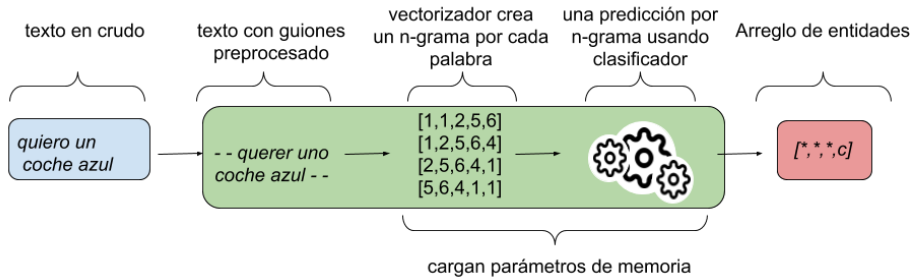 texto en crudo
texto con guiones
preprocesado
vectorizador crea
un n-grama por cada
palabra
una predicción por
n-grama usando
clasificador
Arreglo de entidades
quiero un
coche azul
- - querer uno
coche azul - -
[1,1,2,5,6]
[1,2,5,6,4]
[2,5,6,4,1]
[5,6,4,1,1]
[*,*,*,c]
cargan parámetros de memoria